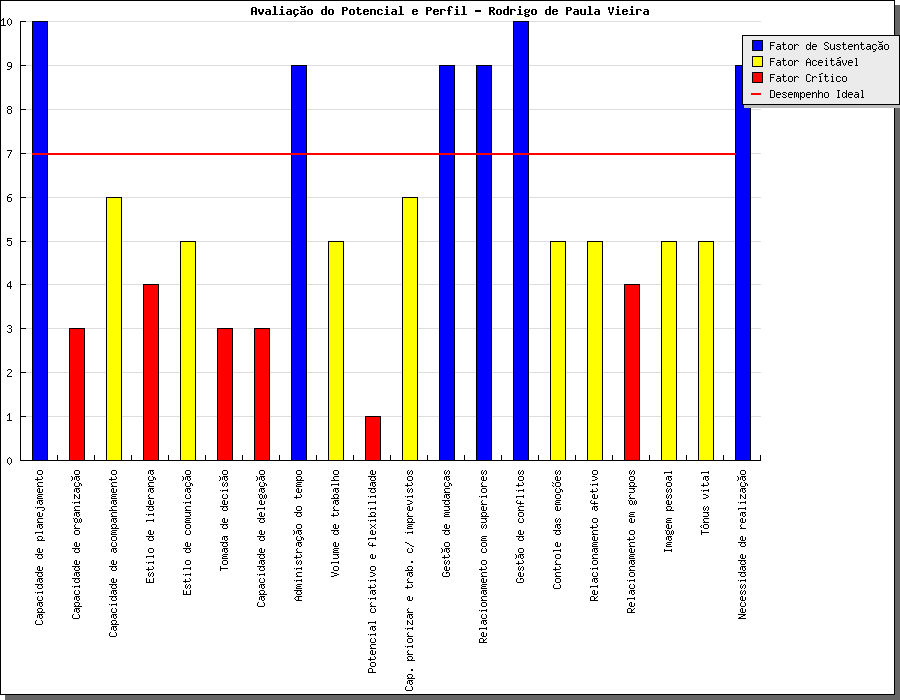 Avaliação do Potencial e Perfil - Rodrigo de Paula Vieira
Fator de Sustentação
Fator Aceitável
Fator Crítico
Desempenho Ideal
10
9
8
7
6
5
4
3
2
1
0
Capacidade de planejamento
Capacidade de organização
Capacidade de acompanhamento
Estilo de liderança
Estilo de comunicação
Tomada de decisão
Capacidade de delegação
Administração do tempo
Volume de trabalho
Potencial criativo e flexibilidade
Cap. priorizar e trab. c/ imprevistos
Gestão de mudanças
Relacionamento com superiores
Gestão de conflitos
Controle das emoções
Relacionamento afetivo
Relacionamento em grupos
Imagem pessoal
Tônus vital
Necessidade de realização